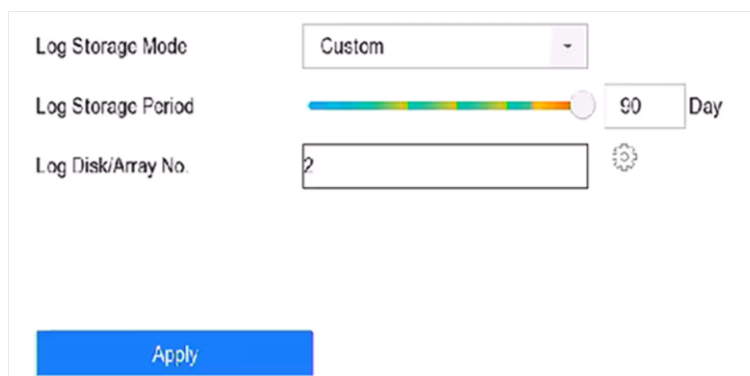 Log Storage Mode Custom
Log Storage Period 90 Day
Log Disk/Array No. 2
Apply